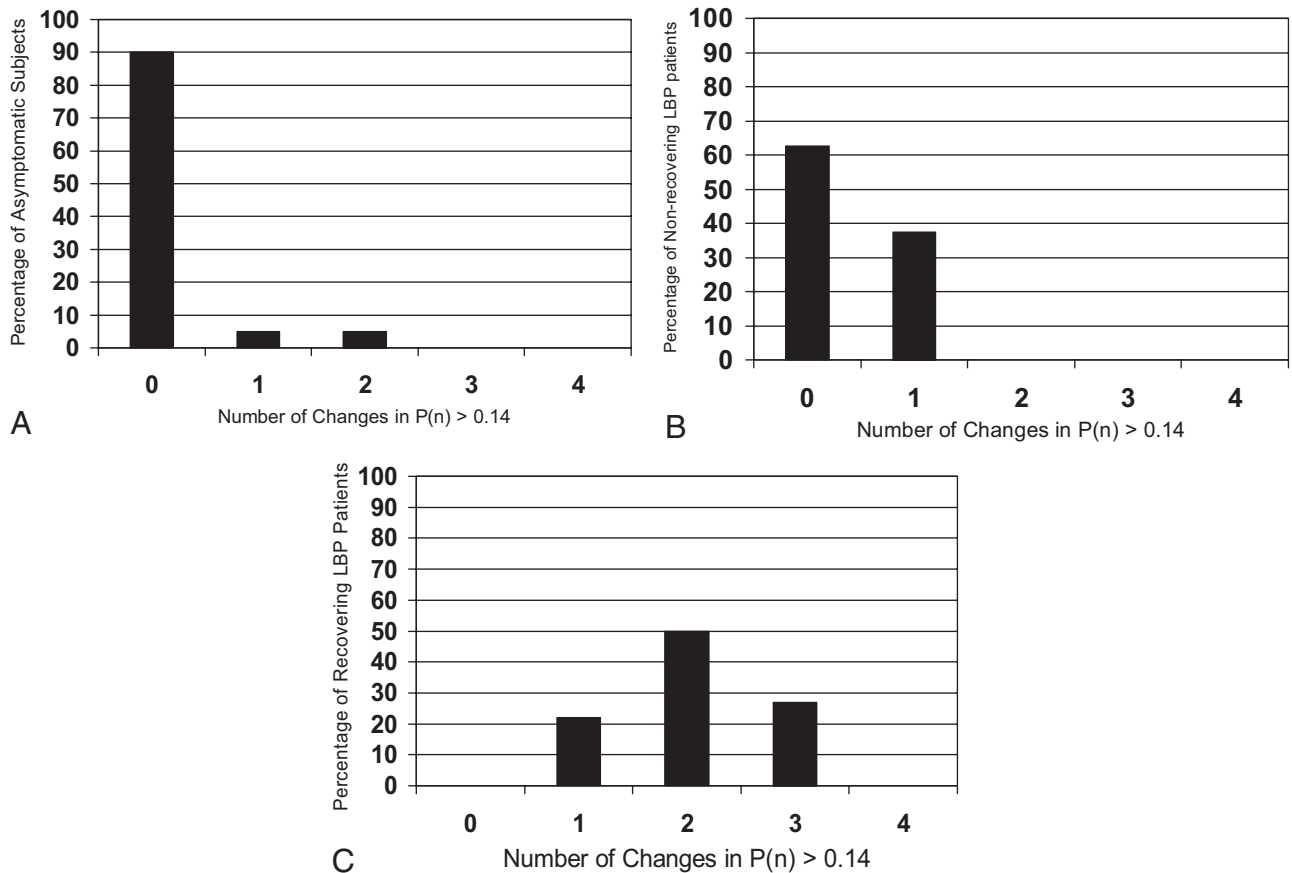 Percentage of Asymptomatic Subjects
100
90
80
70
60
50
40
30
20
10
0
0 1 2 3 4
Number of Changes in P(n) > 0.14
A
Percentage of Non-recovering LBP patients
100
90
80
70
60
50
40
30
20
10
0
0 1 2 3 4
Number of Changes in P(n) > 0.14
B
Percentage of Recovering LBP Patients
100
90
80
70
60
50
40
30
20
10
0
0 1 2 3 4
Number of Changes in P(n) > 0.14
C